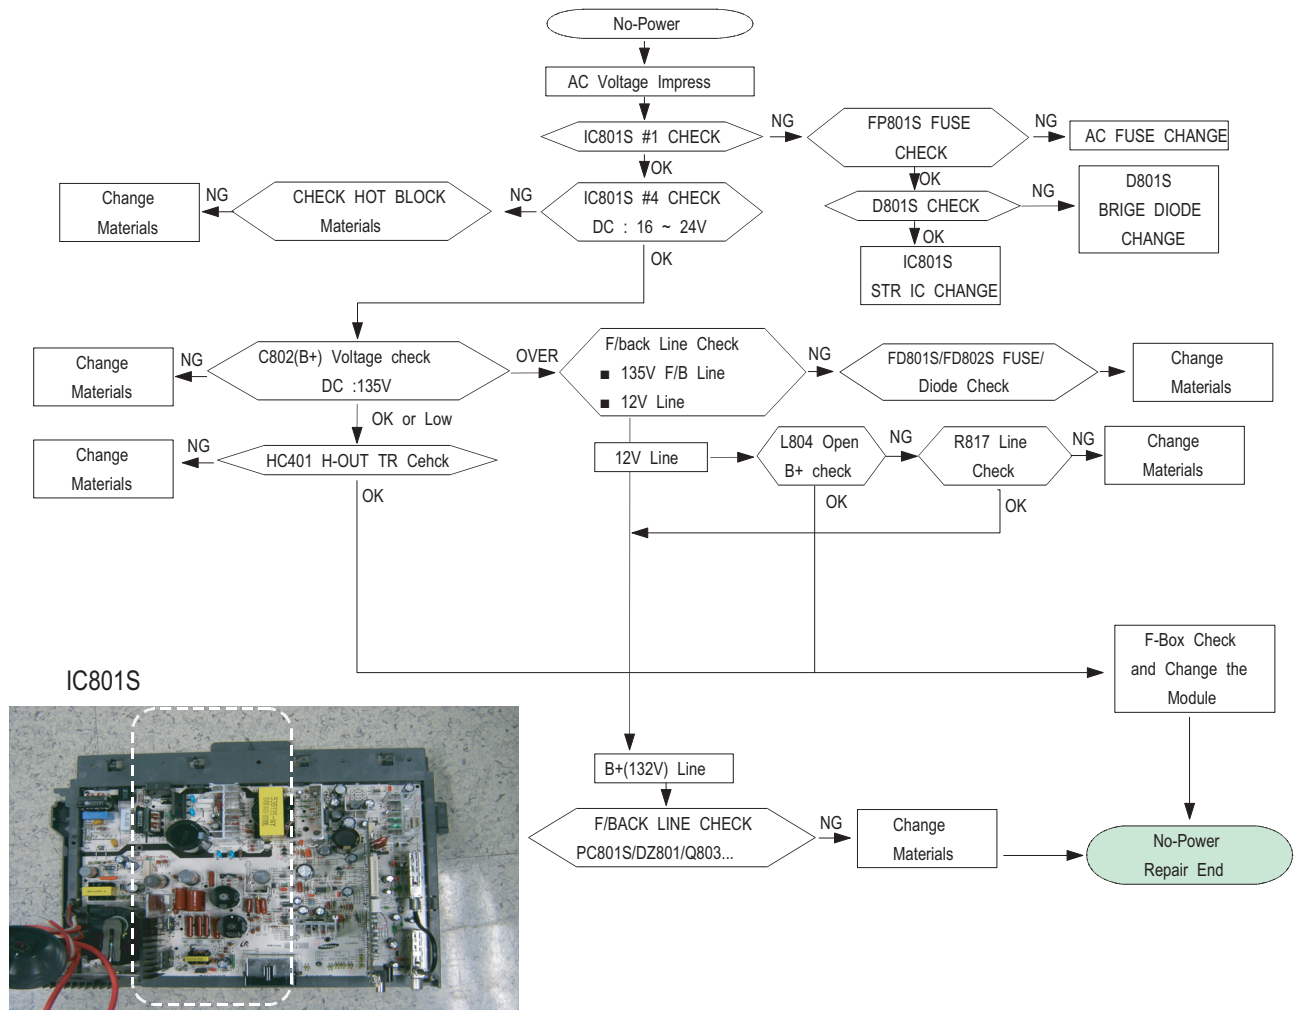 No-Power
AC Voltage Impress
IC801S #1 CHECK
NG
FP801S FUSE
CHECK
NG
AC FUSE CHANGE
OK
OK
Change
Materials
NG
CHECK HOT BLOCK
Materials
NG
IC801S #4 CHECK
DC : 16 ~ 24V
D801S CHECK
NG
D801S
BRIGE DIODE
CHANGE
OK
OK
IC801S
STR IC CHANGE
Change
Materials
NG
C802(B+) Voltage check
DC :135V
OVER
F/back Line Check
■ 135V F/B Line
■ 12V Line
NG
FD801S/FD802S FUSE/
Diode Check
Change
Materials
OK or Low
Change
Materials
NG
HC401 H-OUT TR Cehck
OK
12V Line
L804 Open
B+ check
NG
R817 Line
Check
NG
Change
Materials
OK
OK
F-Box Check
and Change the
Module
IC801S
B+(132V) Line
F/BACK LINE CHECK
PC801S/DZ801/Q803...
NG
Change
Materials
No-Power
Repair End